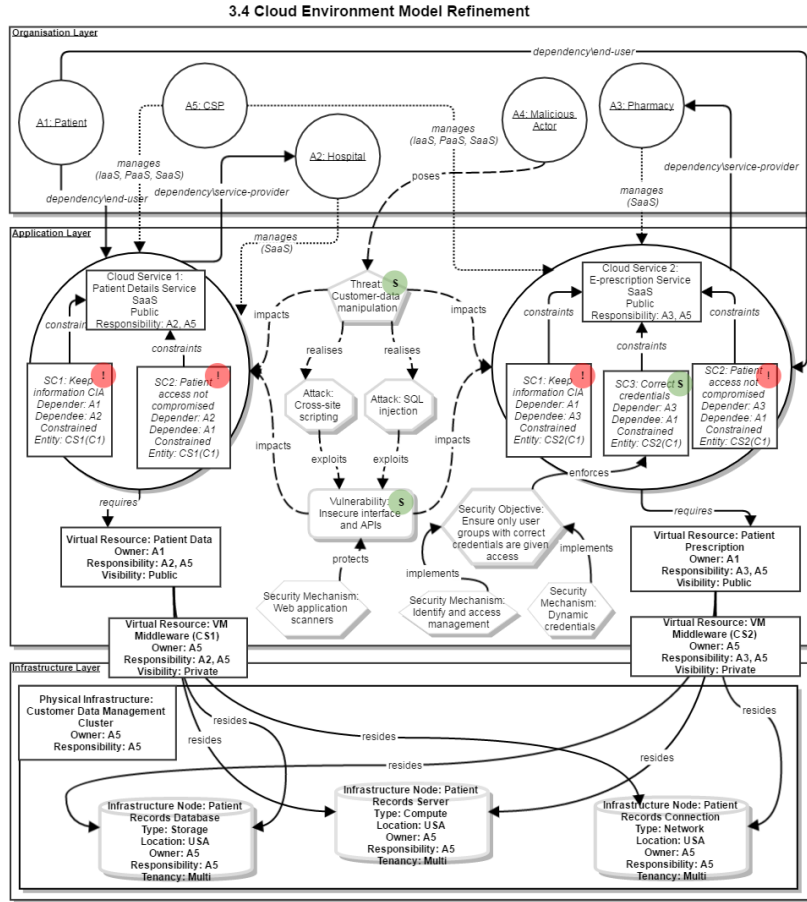 3.4 Cloud Environment Model Refinement
Organisation Layer
dependency\end-user
A1: Patient
A5: CSP
A2: Hospital
A4: Malicious
Actor
A3: Pharmacy
manages
(IaaS, PaaS, SaaS)
manages
(IaaS, PaaS, SaaS)
poses
dependency\service-provider
dependency\service-provider
dependency\end-user
manages
(SaaS)
manages
(SaaS)
Application Layer
Cloud Service 1:
Patient Details Service
SaaS
Public
Responsibility: A2, A5
constrain
constraints
SC1: Keep
information CIA
Depender: A1
Dependee: A2
Constrained
Entity: CS1(C1)
!
SC2: Patient
access not
compromised
Depender: A2
Dependee: A1
Constrained
Entity: CS1(C1)
!
Threat:
Customer-data
manipulation
S
impacts
impacts
realises
realises
Attack:
Cross-site
scripting
Attack: SQL
injection
impacts
impacts
exploits
exploits
Vulnerability:
Insecure interface
and APIs
S
protects
Security Mechanism:
Web application
scanners
Security Objective:
Ensure only user
groups with correct
credentials are given
access
enforces
implements
implements
Security Mechanism:
Identify and access
management
Security
Mechanism:
Dynamic
credentials
Cloud Service 2:
E-prescription Service
SaaS
Public
Responsibility: A3, A5
constraints
constraints
constraints
SC1: Keep
information CIA
Depender: A1
Dependee: A3
Constrained
Entity: CS2(C1)
!
SC3: Correct
credentials
Depender: A3
Dependee: A1
Constrained
Entity: CS2(C1)
S
SC2: Patient
access not
compromised
Depender: A3
Dependee: A1
Constrained
Entity: CS2(C1)
!
requires
requires
Virtual Resource: Patient Data
Owner: A1
Responsibility: A2, A5
Visibility: Public
Virtual Resource: Patient
Prescription
Owner: A1
Responsibility: A3, A5
Visibility: Public
Virtual Resource: VM
Middleware (CS1)
Owner: A5
Responsibility: A2, A5
Visibility: Private
Virtual Resource: VM
Middleware (CS2)
Owner: A5
Responsibility: A3, A5
Visibility: Private
Infrastructure Layer
Physical Infrastructure:
Customer Data Management
Cluster
Owner: A5
Responsibility: A5
resides
resides
resides
resides
resides
resides
Infrastructure Node: Patient
Records Database
Type: Storage
Location: USA
Owner: A5
Responsibility: A5
Tenancy: Multi
Infrastructure Node: Patient
Records Server
Type: Compute
Location: USA
Owner: A5
Responsibility: A5
Tenancy: Multi
Infrastructure Node: Patient
Records Connection
Type: Network
Location: USA
Owner: A5
Responsibility: A5
Tenancy: Multi